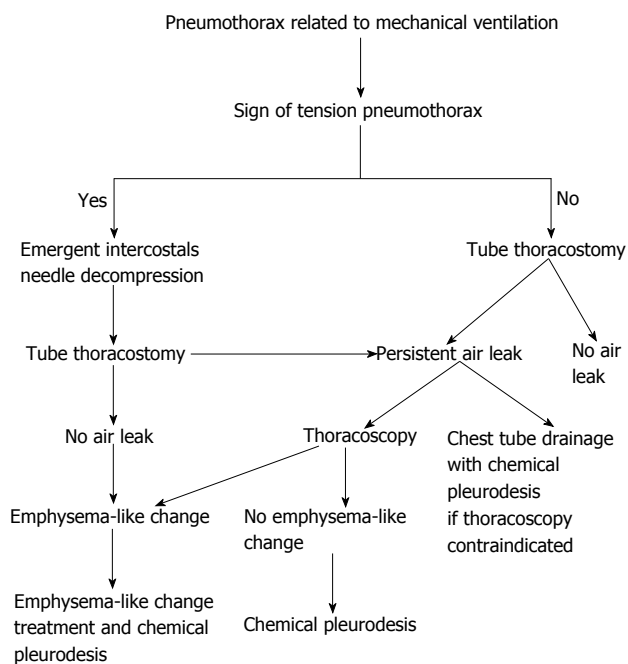 Pneumothorax related to mechanical ventilation
Sign of tension pneumothorax
Yes
No
Emergent intercostals
needle decompression
Tube thoracostomy
Tube thoracostomy
Persistent air leak
No air
leak
No air leak
Thoracoscopy
Chest tube drainage
with chemical
pleurodesis
if thoracoscopy
contraindicated
Emphysema-like change
No emphysema-like
change
Emphysema-like change
treatment and chemical
pleurodesis
Chemical pleurodesis